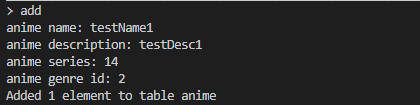 > add
anime name: testName1
anime description: testDesc1
anime series: 14
anime genre id: 2
Added 1 element to table anime